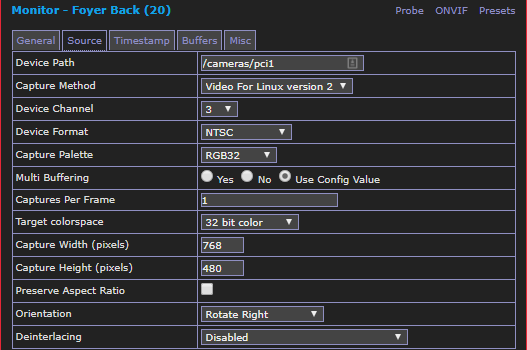 Monitor - Foyer Back (20) Probe ONVIF Presets
General Source Timestamp Buffers Misc
Device Path /cameras/pci1
Capture Method Video For Linux version 2
Device Channel 3
Device Format NTSC
Capture Palette RGB32
Multi Buffering Yes No Use Config Value
Captures Per Frame 1
Target colorspace 32 bit color
Capture Width (pixels) 768
Capture Height (pixels) 480
Preserve Aspect Ratio
Orientation Rotate Right
Deinterlacing Disabled